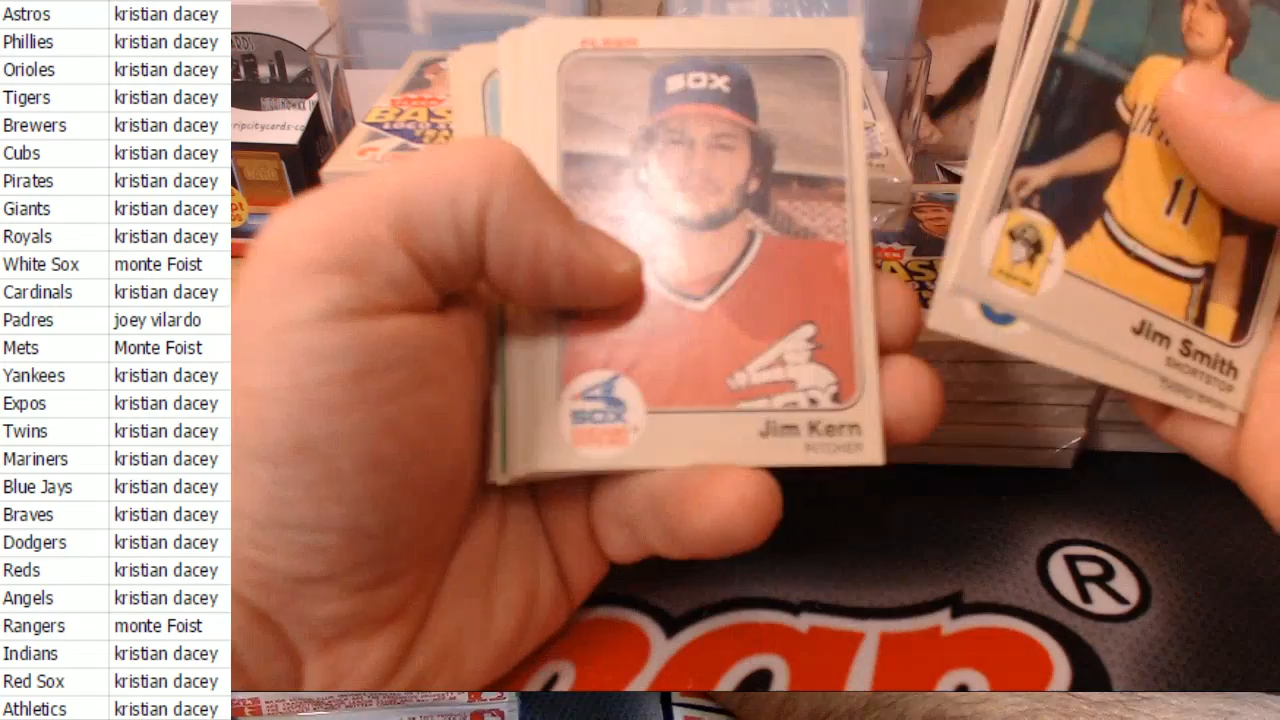 Astros kristian dacey
Phillies kristian dacey
Orioles kristian dacey
Tigers kristian dacey
Brewers kristian dacey
Cubs kristian dacey
Pirates kristian dacey
Giants kristian dacey
Royals kristian dacey
White Sox monte Foist
Cardinals kristian dacey
Padres joey vilardo
Mets Monte Foist
Yankees kristian dacey
Expos kristian dacey
Twins kristian dacey
Mariners kristian dacey
Blue Jays kristian dacey
Braves kristian dacey
Dodgers kristian dacey
Reds kristian dacey
Angels kristian dacey
Rangers monte Foist
Indians kristian dacey
Red Sox kristian dacey
Athletics kristian dacey
FLEER
SOX
SOX
Jim Kern
PITCHER
11
Jim Smith
SHORTSTOP
ripcitycards.co
BAS
®